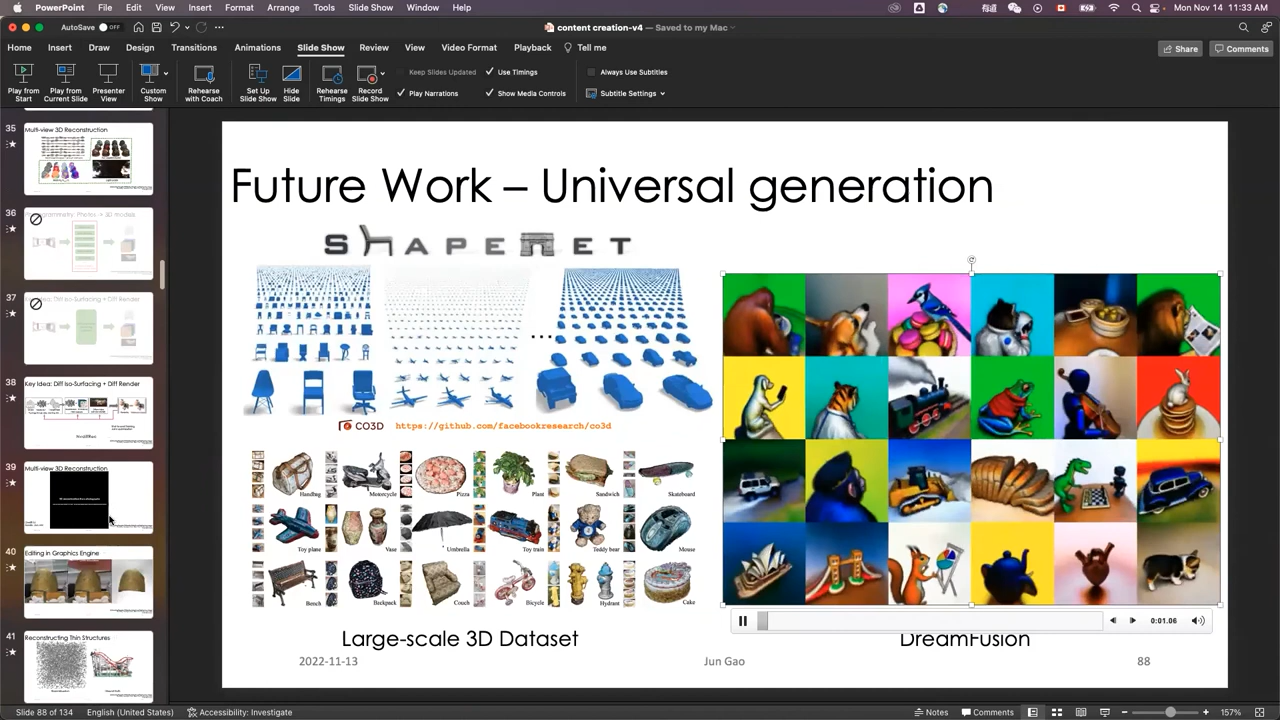 PowerPoint File Edit View Insert Format Arrange Tools Slide Show Window Help Mon Nov 14 11:33 AM
AutoSave OFF content creation-v4 — Saved to my Mac
Home Insert Draw Design Transitions Animations Slide Show Review View Video Format Playback Tell me Share Comments
Play from Start
Play from Current Slide
Presenter View
Custom Show
Rehearse with Coach
Set Up Slide Show
Hide Slide
Rehearse Timings
Record Slide Show
Keep Slides Updated
Use Timings
Play Narrations
Show Media Controls
Always Use Subtitles
Subtitle Settings
35
Multi-view 3D Reconstruction
36
37
38
Key Idea: Diff Iso-Surfacing + Diff Render
39
Multi-view 3D Reconstruction
40
Editing in Graphics Engine
41
Reconstructing Thin Structures
Future Work – Universal generation
SHAPENET
...
CO3D https://github.com/facebookresearch/co3d
Handbag Motorcycle Pizza Plant Sandwich Skateboard
Toy plane Vase Umbrella Toy train Teddy bear Mouse
Bench Backpack Couch Bicycle Hydrant Cake
0:01.06
Large-scale 3D Dataset
DreamFusion
2022-11-13 Jun Gao 88
Slide 88 of 134 English (United States) Accessibility: Investigate Notes Comments 157%